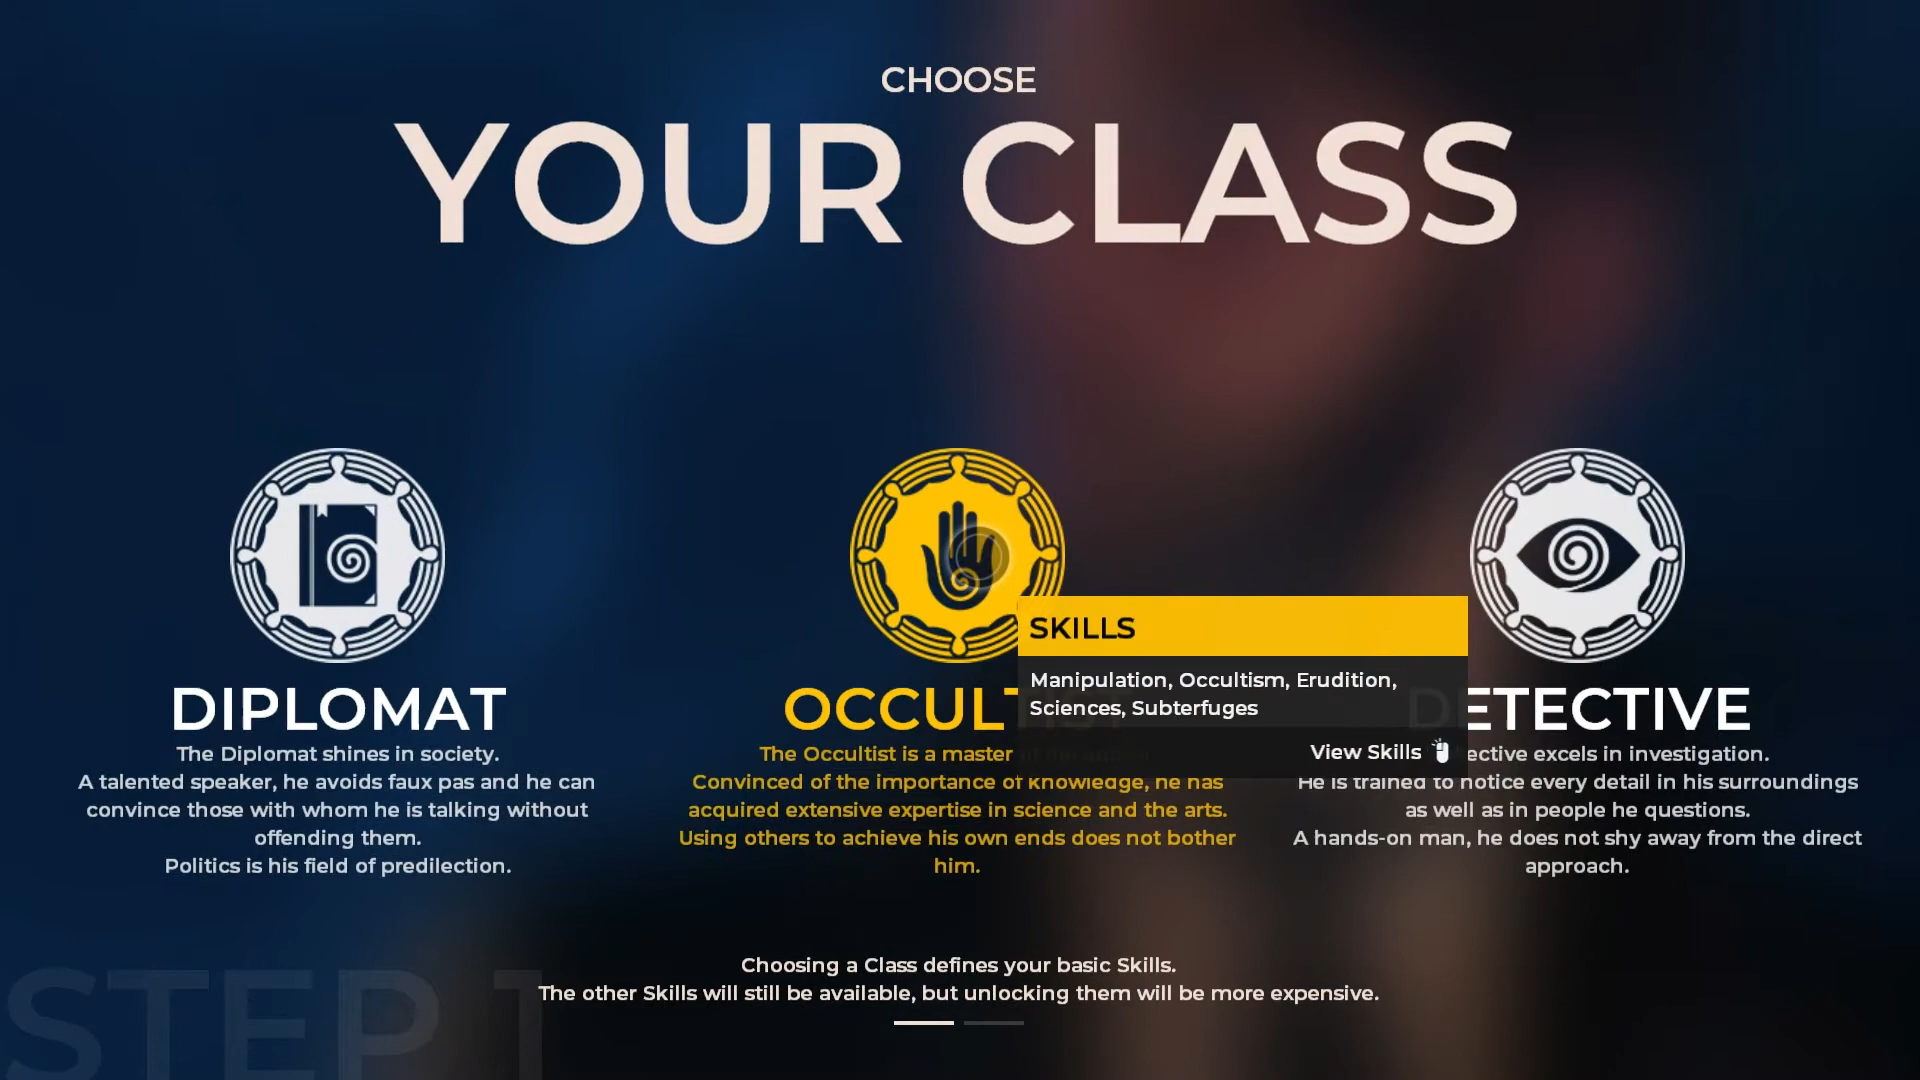 CHOOSE
YOUR CLASS
DIPLOMAT
The Diplomat shines in society.
A talented speaker, he avoids faux pas and he can
convince those with whom he is talking without
offending them.
Politics is his field of predilection.
OCCULTIST
The Occultist is a master
Convinced of the importance of knowledge, he has
acquired extensive expertise in science and the arts.
Using others to achieve his own ends does not bother
him.
SKILLS
Manipulation, Occultism, Erudition,
Sciences, Subterfuges
View Skills
DETECTIVE
ective excels in investigation.
He is trained to notice every detail in his surroundings
as well as in people he questions.
A hands-on man, he does not shy away from the direct
approach.
Choosing a Class defines your basic Skills.
The other Skills will still be available, but unlocking them will be more expensive.
STEP 1